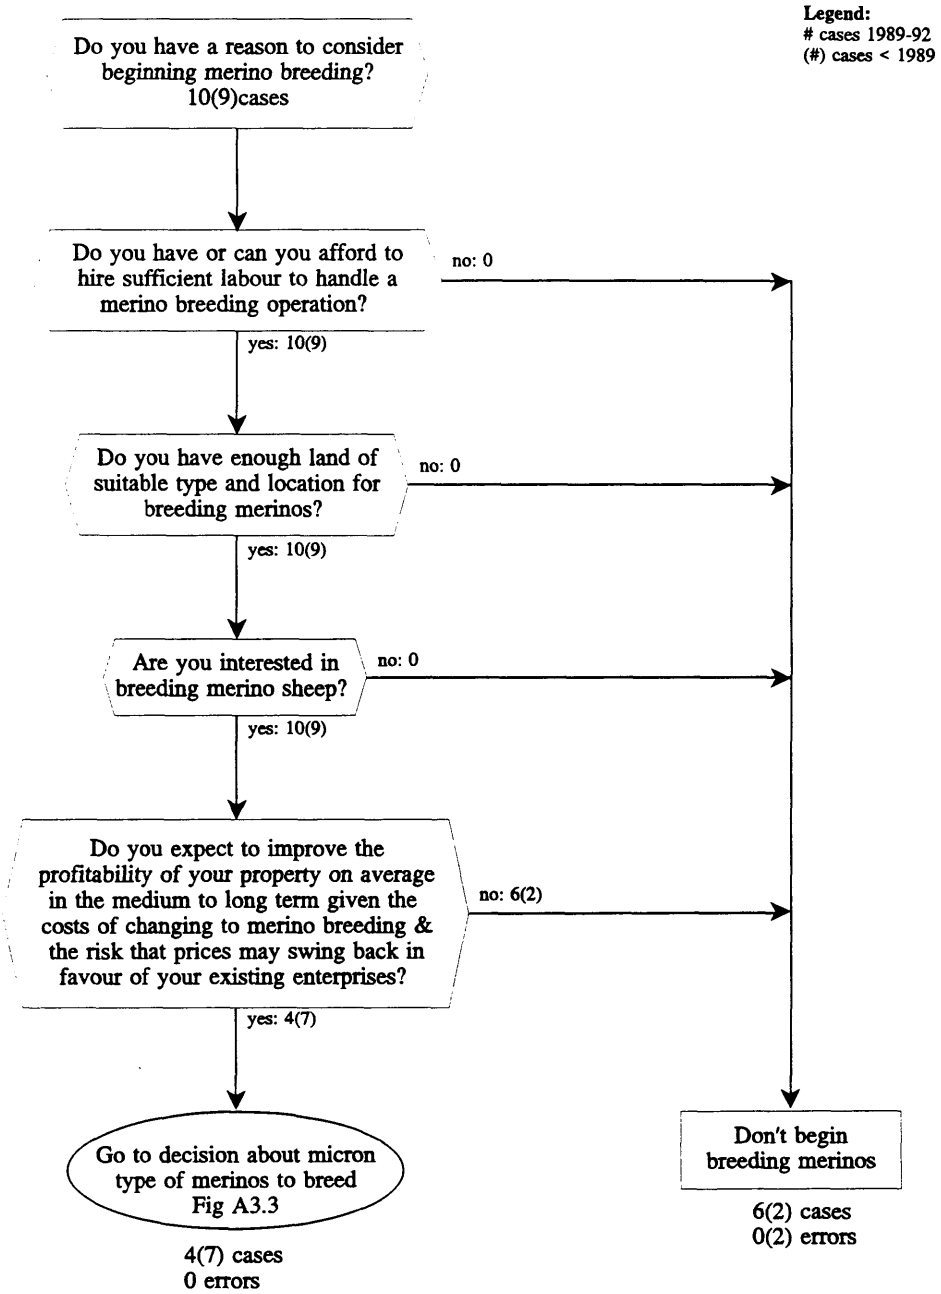 Legend:
# cases 1989-92
(#) cases < 1989
Do you have a reason to consider
beginning merino breeding?
10(9)cases
Do you have or can you afford to
hire sufficient labour to handle a
merino breeding operation?
no: 0
yes: 10(9)
Do you have enough land of
suitable type and location for
breeding merinos?
no: 0
yes: 10(9)
Are you interested in
breeding merino sheep?
no: 0
yes: 10(9)
Do you expect to improve the
profitability of your property on average
in the medium to long term given the
costs of changing to merino breeding &
the risk that prices may swing back in
favour of your existing enterprises?
no: 6(2)
yes: 4(7)
Go to decision about micron
type of merinos to breed
Fig A3.3
4(7) cases
0 errors
Don't begin
breeding merinos
6(2) cases
0(2) errors